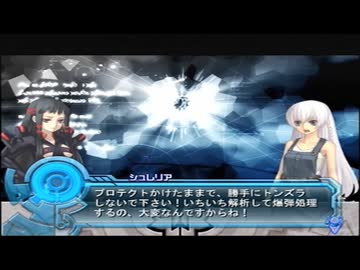 シュレリア
プロテクトかけたままで、勝手にトンズラ
しないで下さい！いちいち解析して爆弾処理
するの、大変なんですからね！